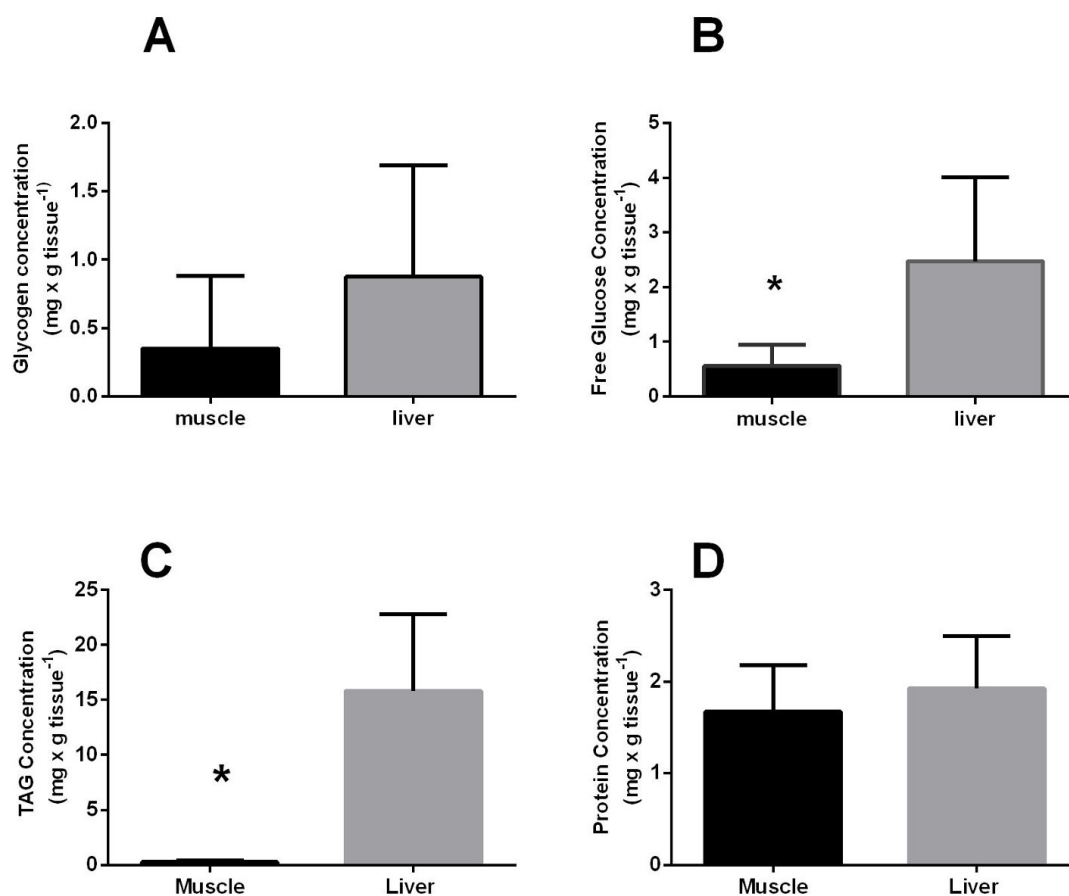 A
Glycogen concentration
(mg x g tissue⁻¹)
2.0
1.5
1.0
0.5
0.0
muscle
liver
B
Free Glucose Concentration
(mg x g tissue⁻¹)
5
4
3
2
1
0
*
muscle
liver
C
TAG Concentration
(mg x g tissue⁻¹)
25
20
15
10
5
0
*
Muscle
Liver
D
Protein Concentration
(mg x g tissue⁻¹)
3
2
1
0
Muscle
Liver